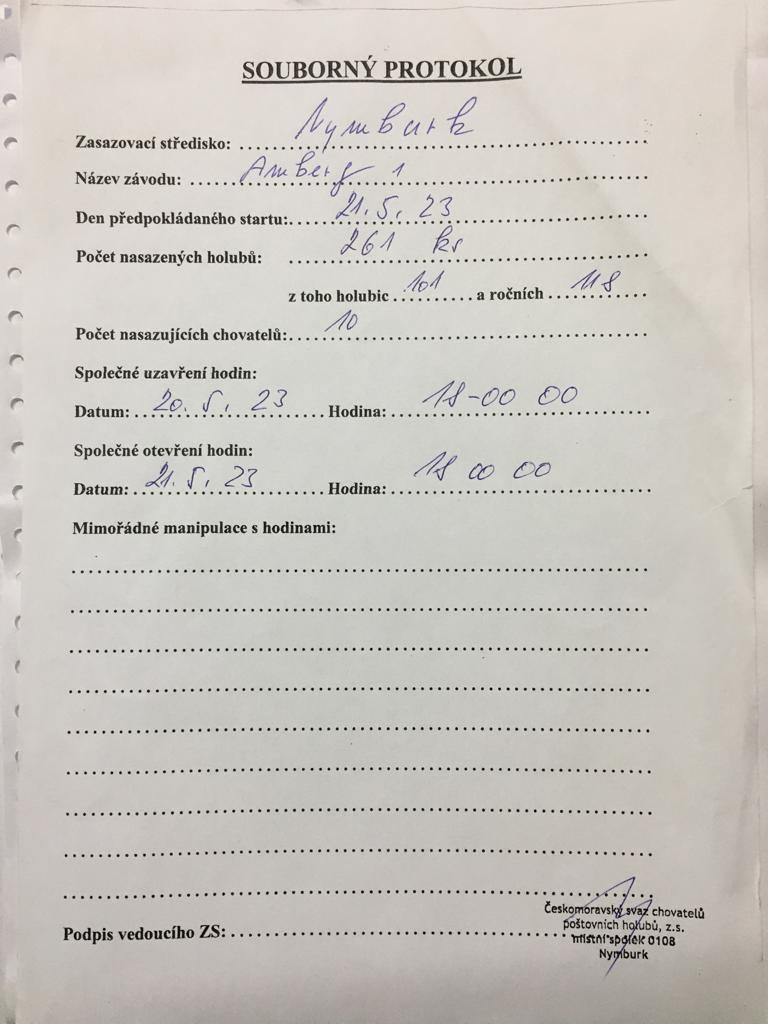 SOUBORNÝ PROTOKOL
Zasazovací středisko: Nymburk
Název závodu: Amberg 1
Den předpokládaného startu: 21. 5. 23
Počet nasazených holubů: 261 ks
z toho holubic 101 a ročních 118
Počet nasazujících chovatelů: 10
Společné uzavření hodin:
Datum: 20. 5. 23 Hodina: 18-00 00
Společné otevření hodin:
Datum: 21. 5. 23 Hodina: 18 00 00
Mimořádné manipulace s hodinami:
Podpis vedoucího ZS:
Českomoravský svaz chovatelů
poštovních holubů, z.s.
místní spolek 0108
Nymburk